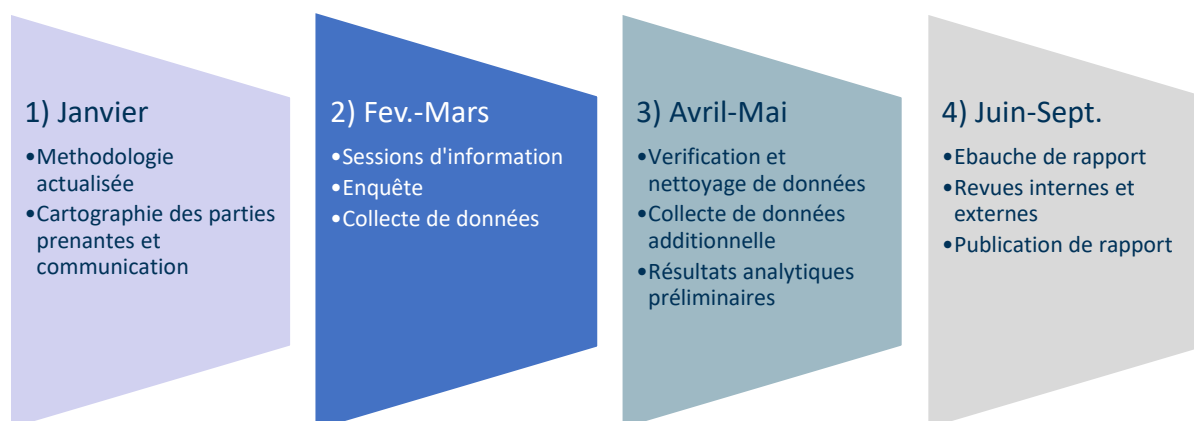 1) Janvier
•Methodologie
actualisée
•Cartographie des parties
prenantes et
communication
2) Fev.-Mars
•Sessions d'information
•Enquête
•Collecte de données
3) Avril-Mai
•Verification et
nettoyage de données
•Collecte de données
additionnelle
•Résultats analytiques
préliminaires
4) Juin-Sept.
•Ebauche de rapport
•Revues internes et
externes
•Publication de rapport